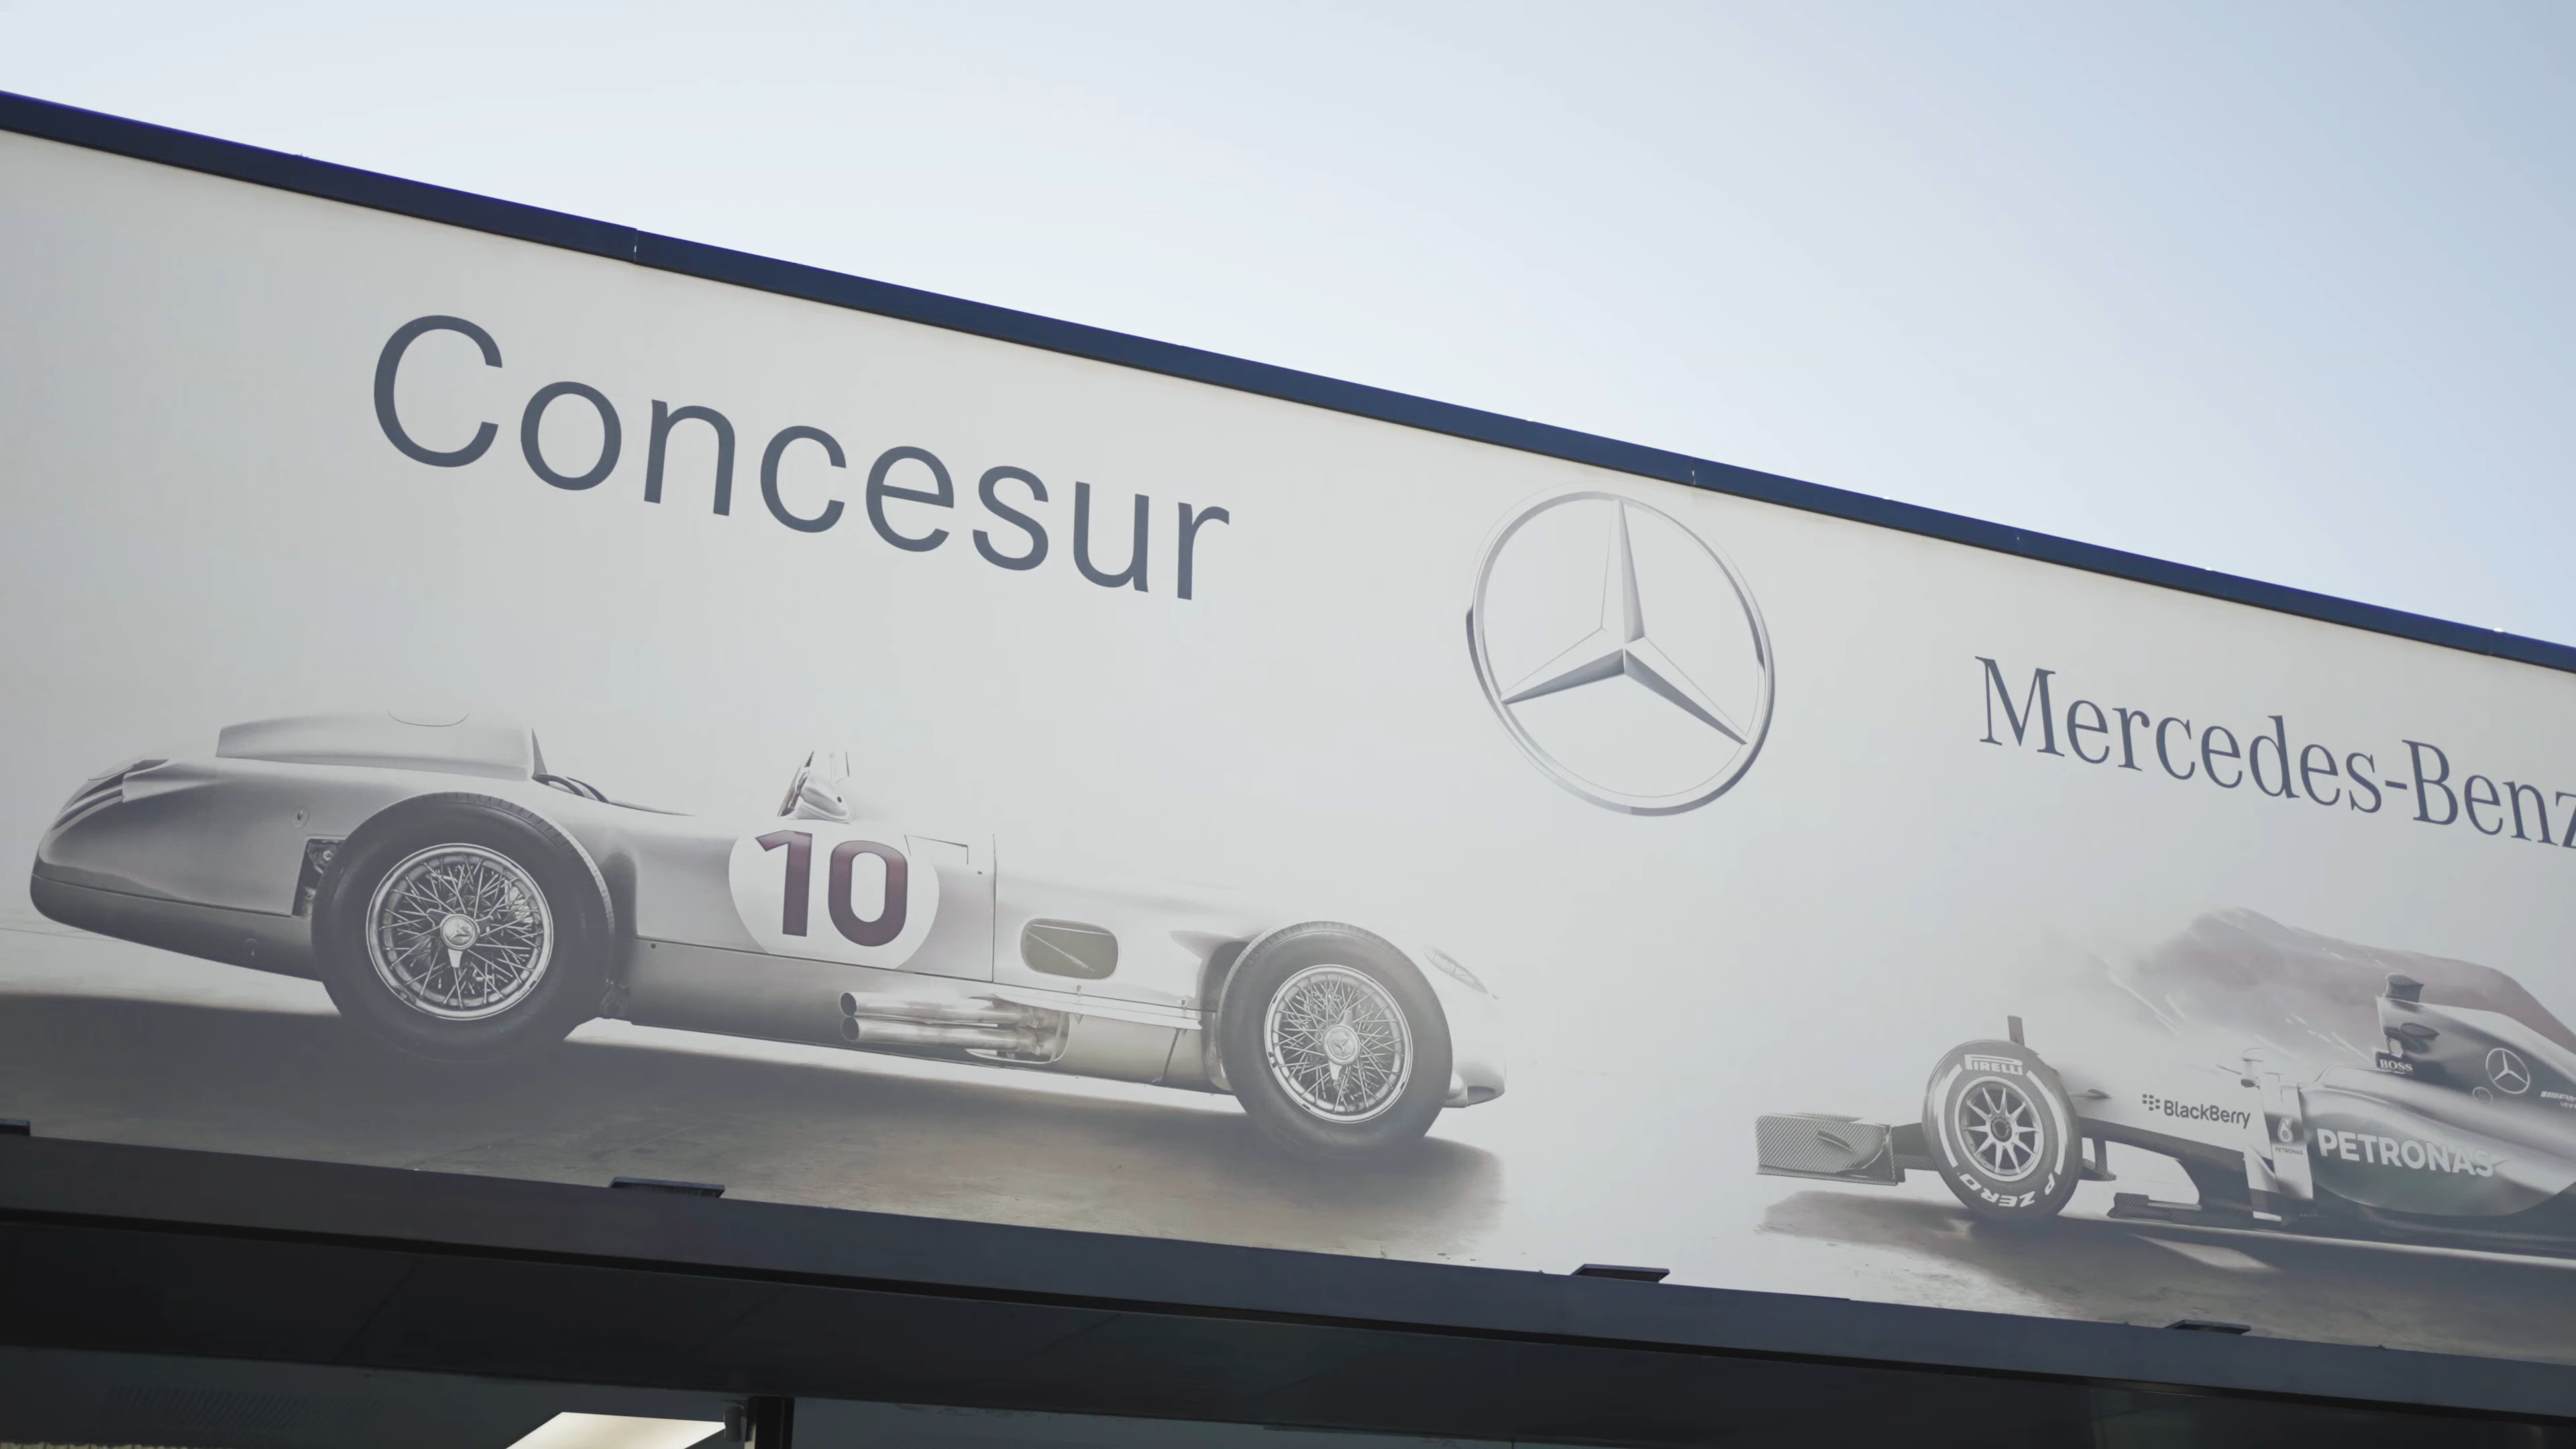 Concesur
Mercedes-Benz
10
BOSS
PIRELLI
BlackBerry
6
PETRONAS
P ZERO